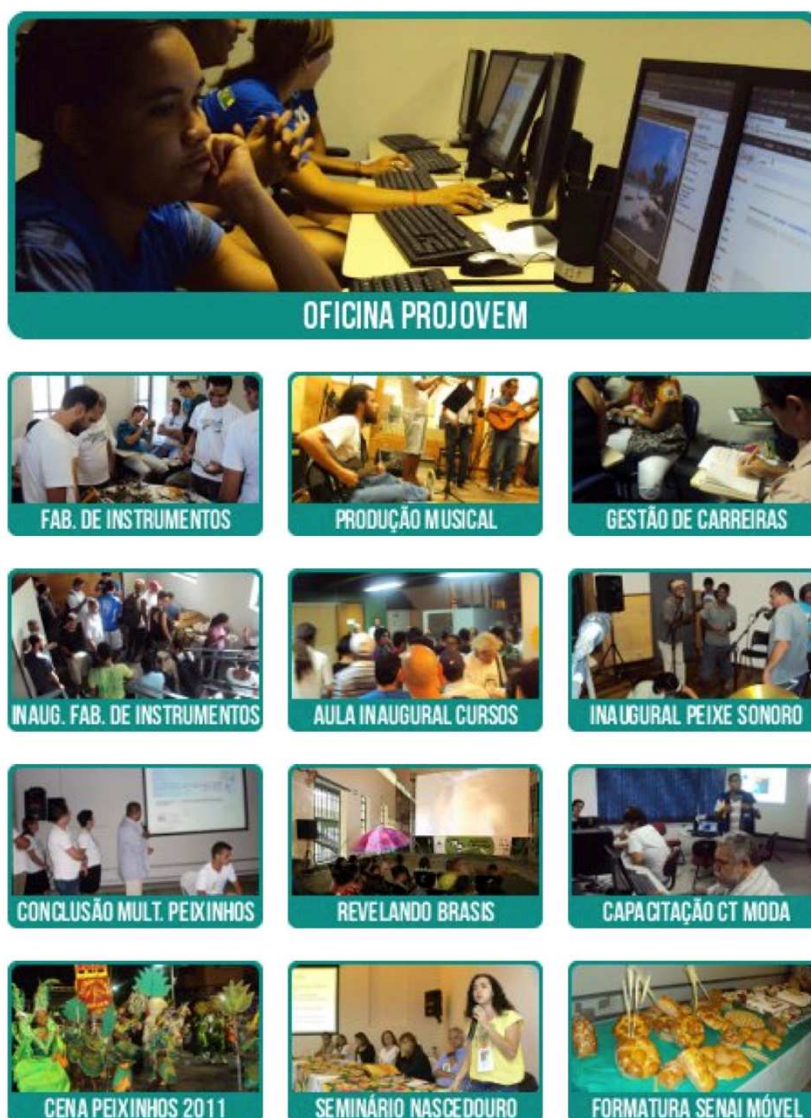 OFICINA PROJOVEM
FAB. DE INSTRUMENTOS
PRODUÇÃO MUSICAL
GESTÃO DE CARREIRAS
INAUG. FAB. DE INSTRUMENTOS
AULA INAUGURAL CURSOS
INAUGURAL PEIXE SONORO
CONCLUSÃO MULT. PEIXINHOS
REVELANDO BRASIS
CAPACITAÇÃO CT MODA
CENA PEIXINHOS 2011
SEMINÁRIO NASCEDOURO
FORMATURA SENAI MÓVEL